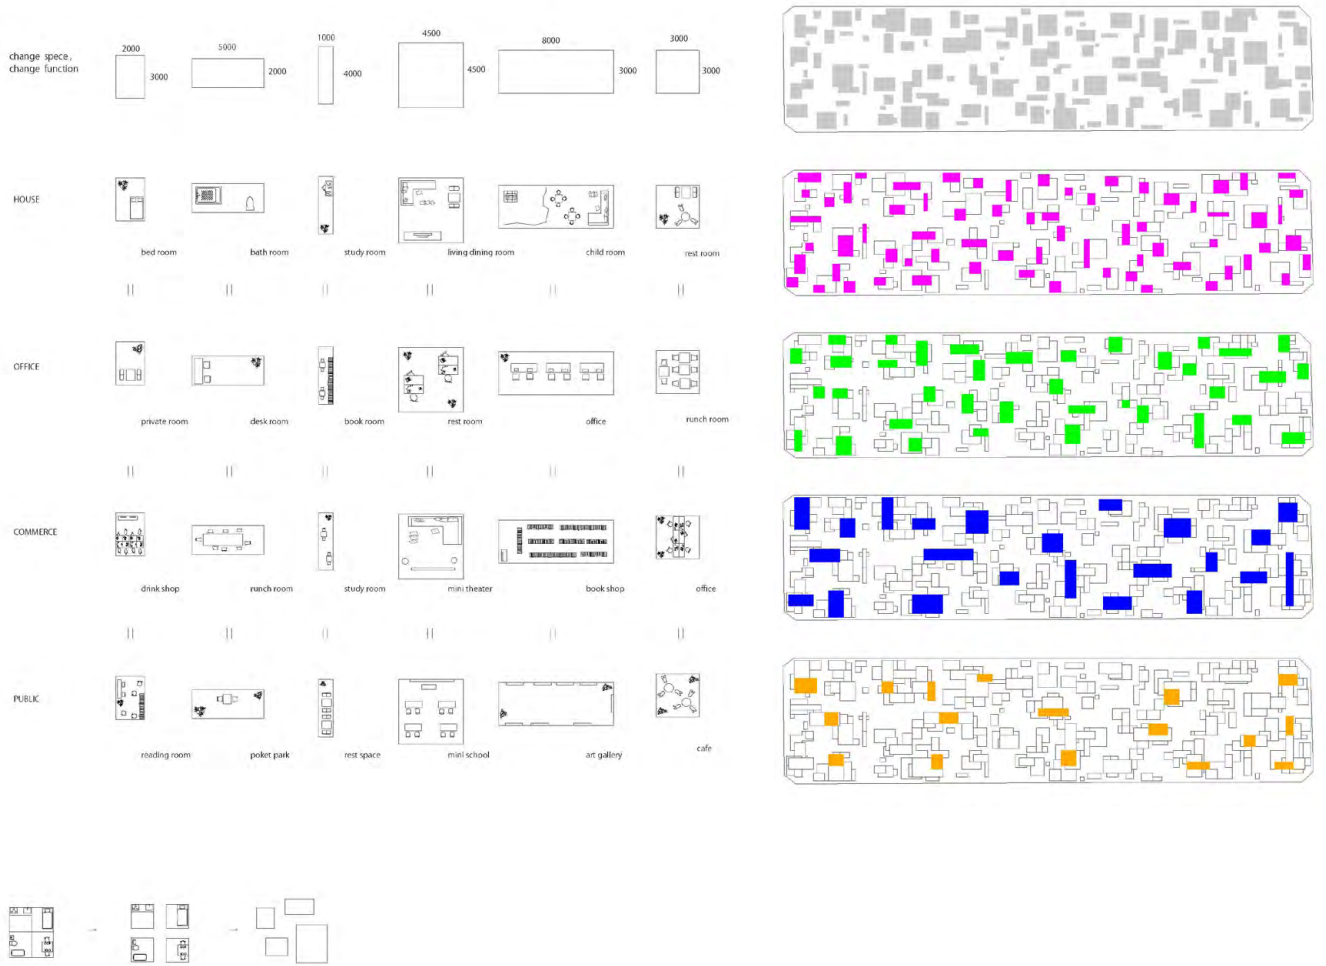 2000
5000
1000
4500
8000
3000
change spece,
change function
3000
2000
4000
4500
3000
3000
HOUSE
bed room
bath room
study room
living dining room
child room
rest room
OFFICE
private room
desk room
book room
rest room
office
runch room
COMMERCE
drink shop
runch room
study room
mini theater
book shop
office
PUBLIC
reading room
poket park
rest space
mini school
art gallery
cafe